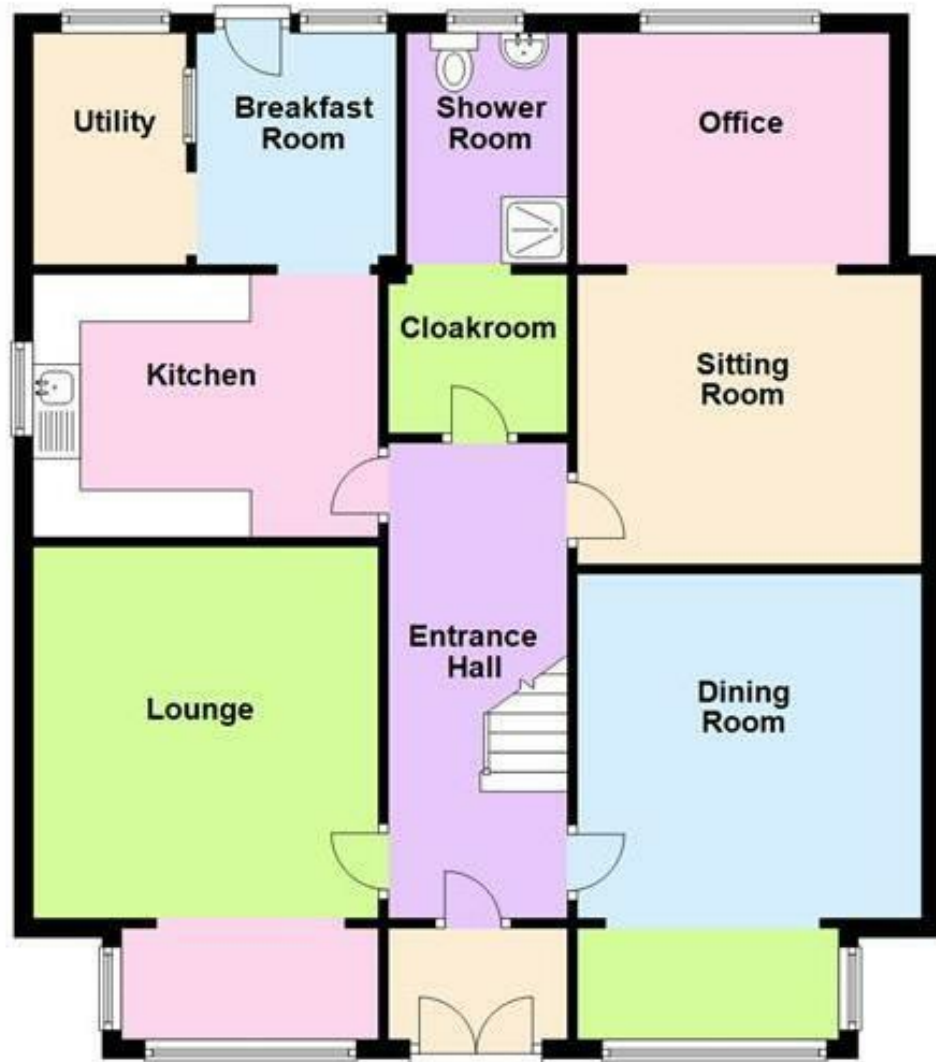 Utility
Breakfast
Room
Shower
Room
Office
Kitchen
Cloakroom
Sitting
Room
Lounge
Entrance
Hall
Dining
Room